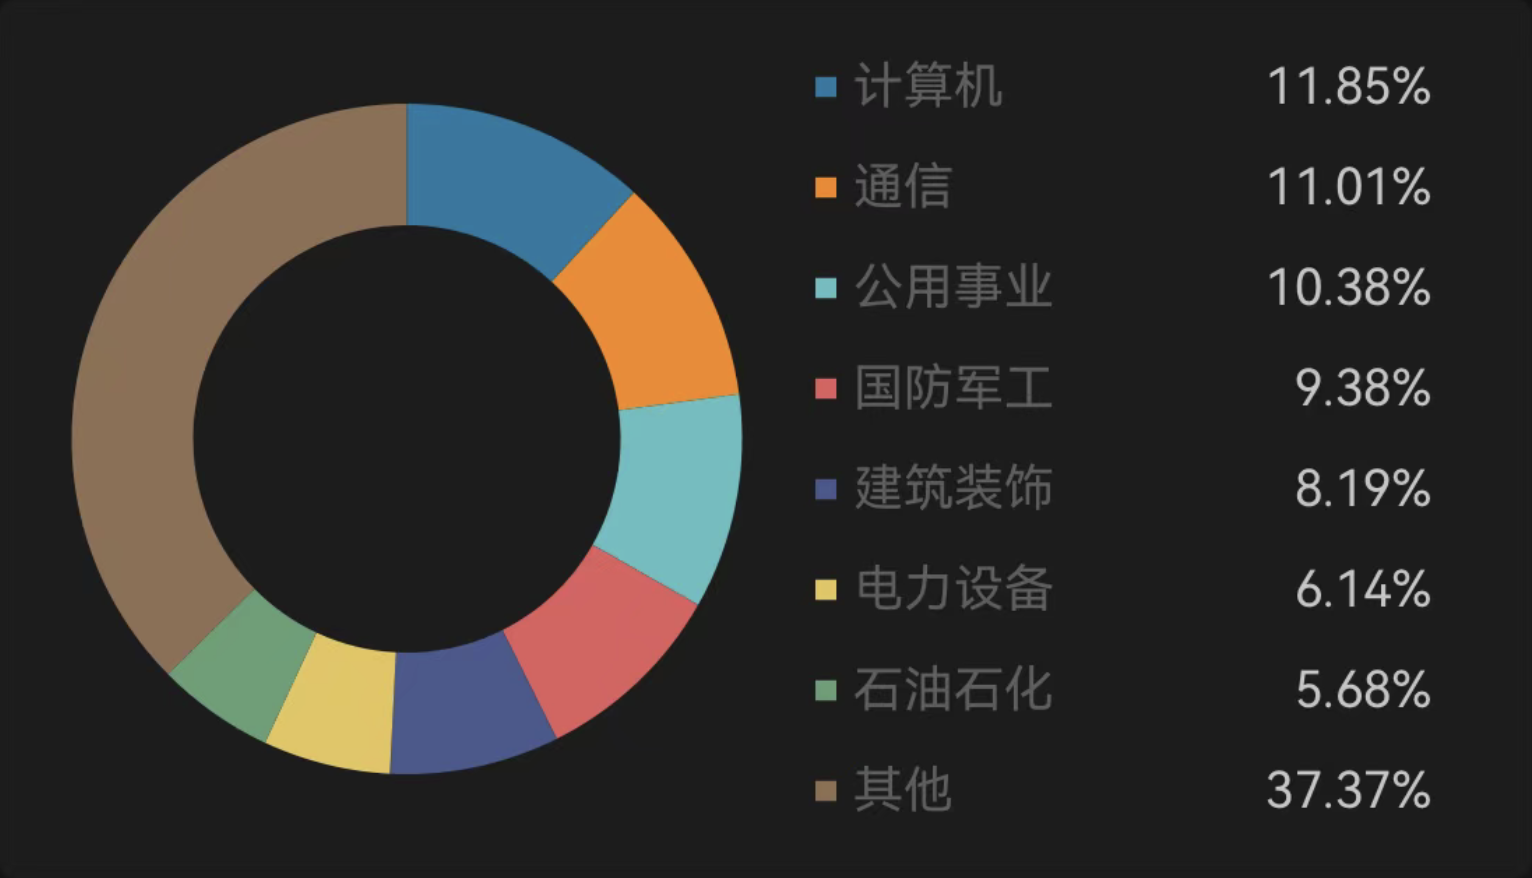 计算机 11.85%
通信 11.01%
公用事业 10.38%
国防军工 9.38%
建筑装饰 8.19%
电力设备 6.14%
石油石化 5.68%
其他 37.37%